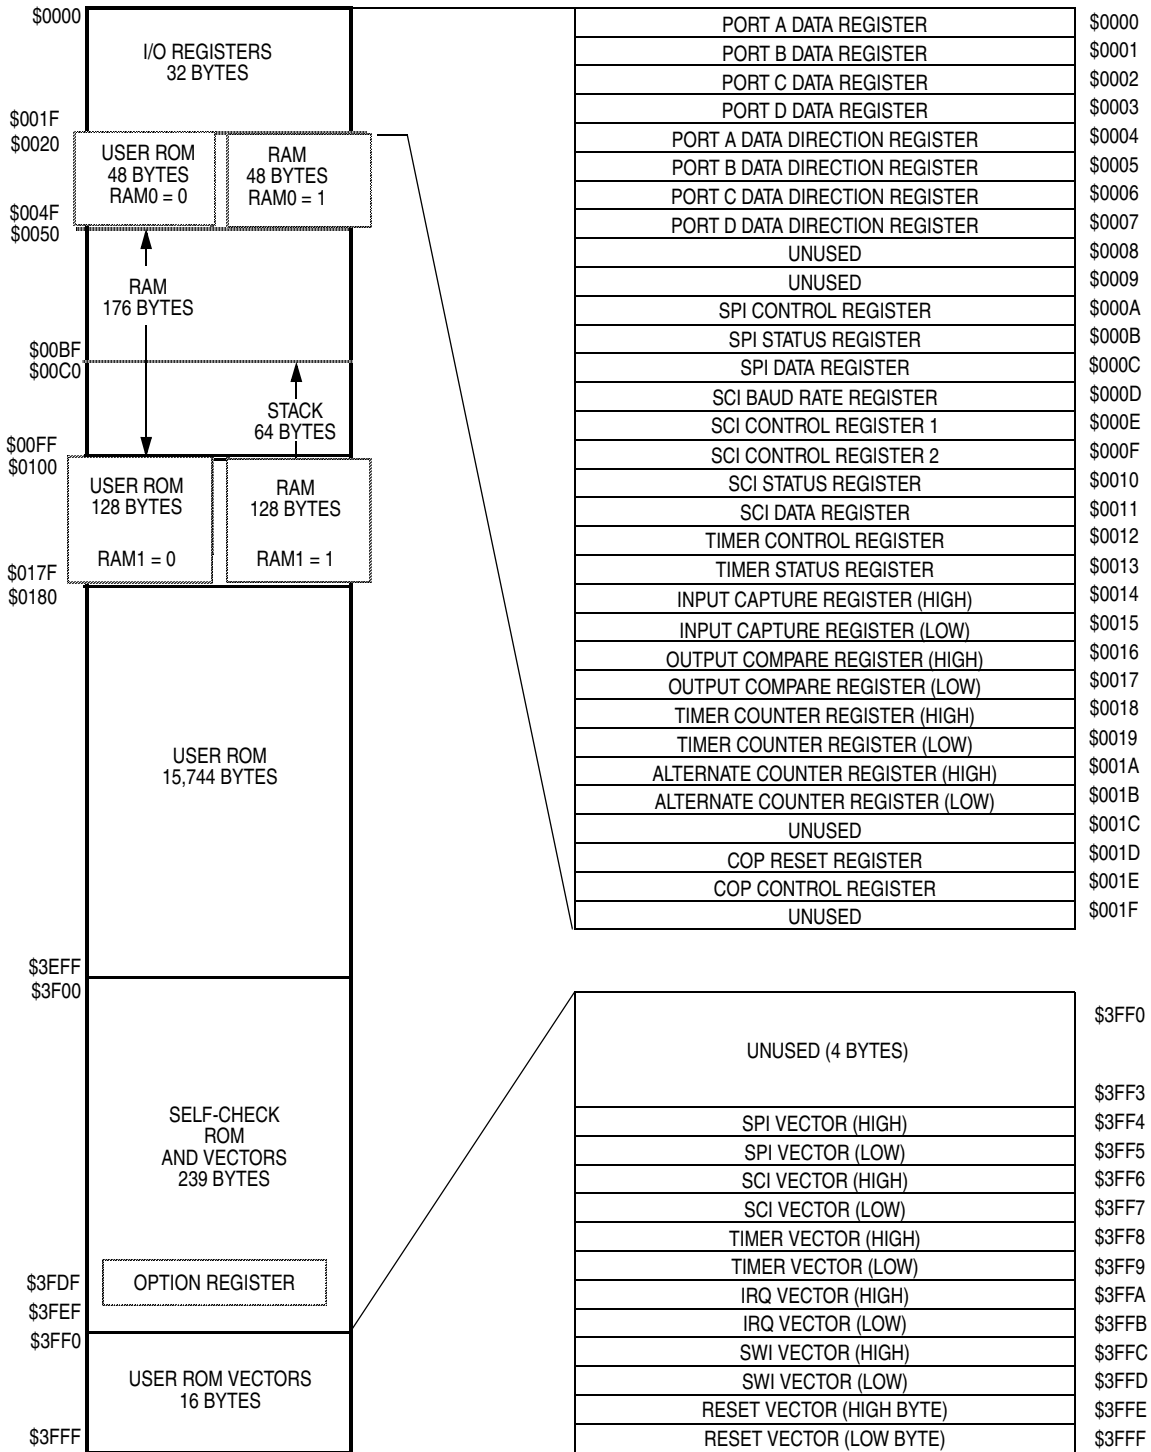 $0000
I/O REGISTERS
32 BYTES
$001F
$0020
USER ROM
48 BYTES
RAM0 = 0
RAM
48 BYTES
RAM0 = 1
$004F
$0050
RAM
176 BYTES
$00BF
$00C0
STACK
64 BYTES
$00FF
$0100
USER ROM
128 BYTES
RAM1 = 0
RAM
128 BYTES
RAM1 = 1
$017F
$0180
USER ROM
15,744 BYTES
$3EFF
$3F00
SELF-CHECK
ROM
AND VECTORS
239 BYTES
OPTION REGISTER
$3FDF
$3FEF
$3FF0
USER ROM VECTORS
16 BYTES
$3FFF
PORT A DATA REGISTER $0000
PORT B DATA REGISTER $0001
PORT C DATA REGISTER $0002
PORT D DATA REGISTER $0003
PORT A DATA DIRECTION REGISTER $0004
PORT B DATA DIRECTION REGISTER $0005
PORT C DATA DIRECTION REGISTER $0006
PORT D DATA DIRECTION REGISTER $0007
UNUSED $0008
UNUSED $0009
SPI CONTROL REGISTER $000A
SPI STATUS REGISTER $000B
SPI DATA REGISTER $000C
SCI BAUD RATE REGISTER $000D
SCI CONTROL REGISTER 1 $000E
SCI CONTROL REGISTER 2 $000F
SCI STATUS REGISTER $0010
SCI DATA REGISTER $0011
TIMER CONTROL REGISTER $0012
TIMER STATUS REGISTER $0013
INPUT CAPTURE REGISTER (HIGH) $0014
INPUT CAPTURE REGISTER (LOW) $0015
OUTPUT COMPARE REGISTER (HIGH) $0016
OUTPUT COMPARE REGISTER (LOW) $0017
TIMER COUNTER REGISTER (HIGH) $0018
TIMER COUNTER REGISTER (LOW) $0019
ALTERNATE COUNTER REGISTER (HIGH) $001A
ALTERNATE COUNTER REGISTER (LOW) $001B
UNUSED $001C
COP RESET REGISTER $001D
COP CONTROL REGISTER $001E
UNUSED $001F
$3FF0
UNUSED (4 BYTES)
$3FF3
SPI VECTOR (HIGH) $3FF4
SPI VECTOR (LOW) $3FF5
SCI VECTOR (HIGH) $3FF6
SCI VECTOR (LOW) $3FF7
TIMER VECTOR (HIGH) $3FF8
TIMER VECTOR (LOW) $3FF9
IRQ VECTOR (HIGH) $3FFA
IRQ VECTOR (LOW) $3FFB
SWI VECTOR (HIGH) $3FFC
SWI VECTOR (LOW) $3FFD
RESET VECTOR (HIGH BYTE) $3FFE
RESET VECTOR (LOW BYTE) $3FFF